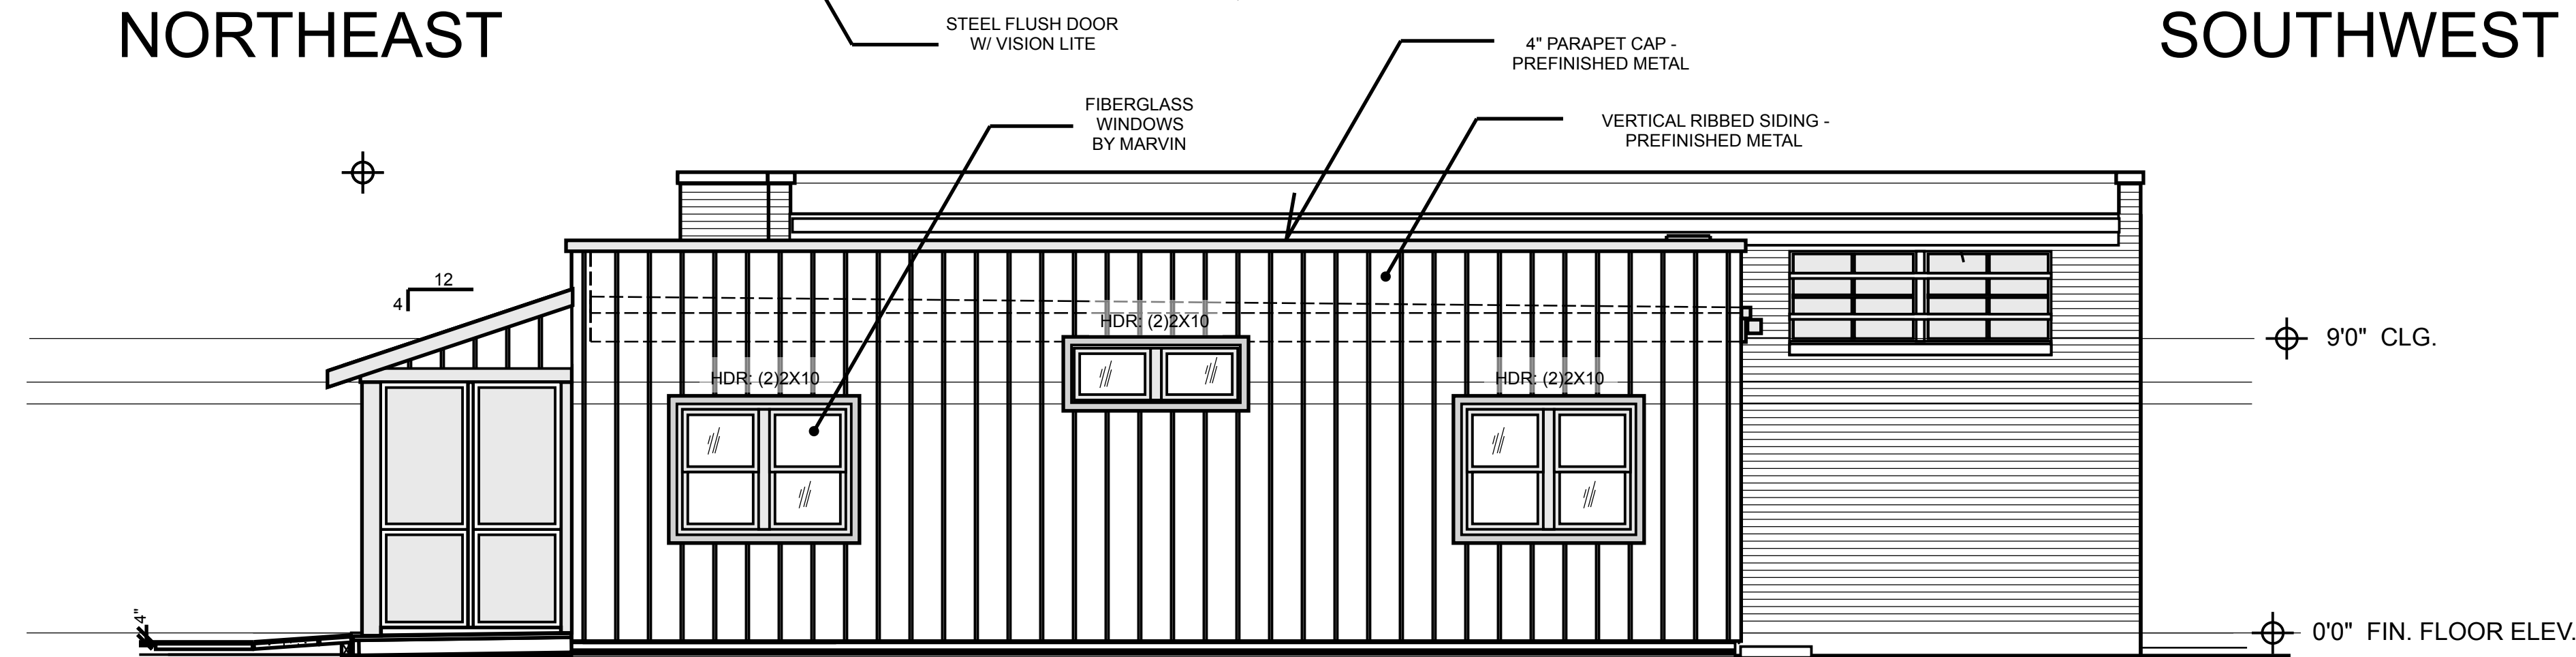 NORTHEAST
SOUTHWEST
STEEL FLUSH DOOR
W/ VISION LITE
4" PARAPET CAP -
PREFINISHED METAL
FIBERGLASS
WINDOWS
BY MARVIN
VERTICAL RIBBED SIDING -
PREFINISHED METAL
12
4
HDR: (2)2X10
HDR: (2)2X10
HDR: (2)2X10
9'0" CLG.
4"
0'0" FIN. FLOOR ELEV.